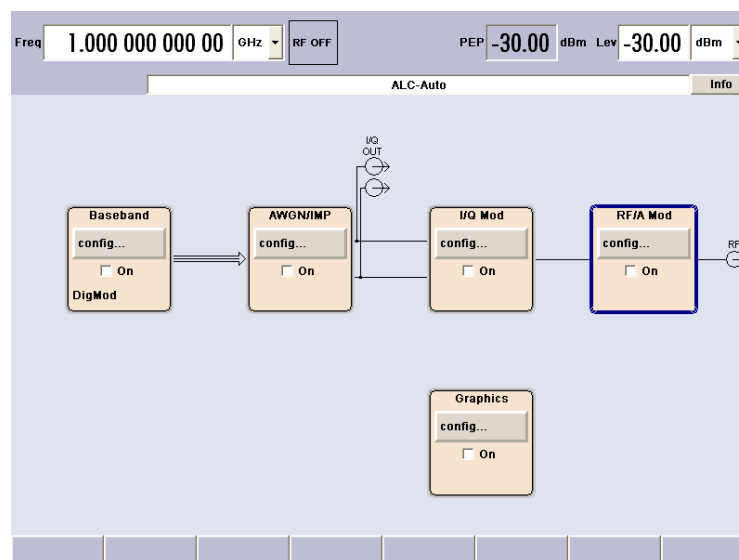 Freq 1.000 000 000 00 GHz RF OFF PEP -30.00 dBm Lev -30.00 dBm
ALC-Auto Info
I/Q
OUT
Baseband AWGN/IMP I/Q Mod RF/A Mod
config... config... config... config...
RF
On On On On
DigMod
Graphics
config...
On